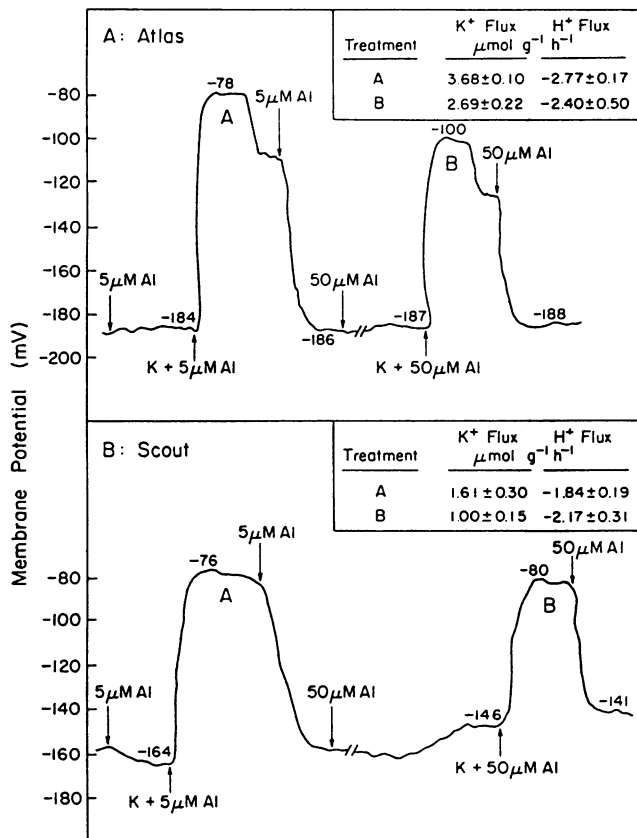 A: Atlas
K⁺ Flux H⁺ Flux
Treatment μmol g⁻¹ h⁻¹
A 3.68±0.10 -2.77±0.17
B 2.69±0.22 -2.40±0.50
-78
5μM Al
A
-100
50μM Al
B
5μM Al
-184
50μM Al
-186
-187
-188
K + 5μM Al
K + 50μM Al
-80
-100
-120
-140
-160
-180
-200
Membrane Potential (mV)
B: Scout
K⁺ Flux H⁺ Flux
Treatment μmol g⁻¹ h⁻¹
A 1.61±0.30 -1.84±0.19
B 1.00±0.15 -2.17±0.31
-76
5μM Al
A
-80
50μM Al
B
5μM Al
-164
50μM Al
-146
-141
K + 5μM Al
K + 50μM Al
-80
-100
-120
-140
-160
-180